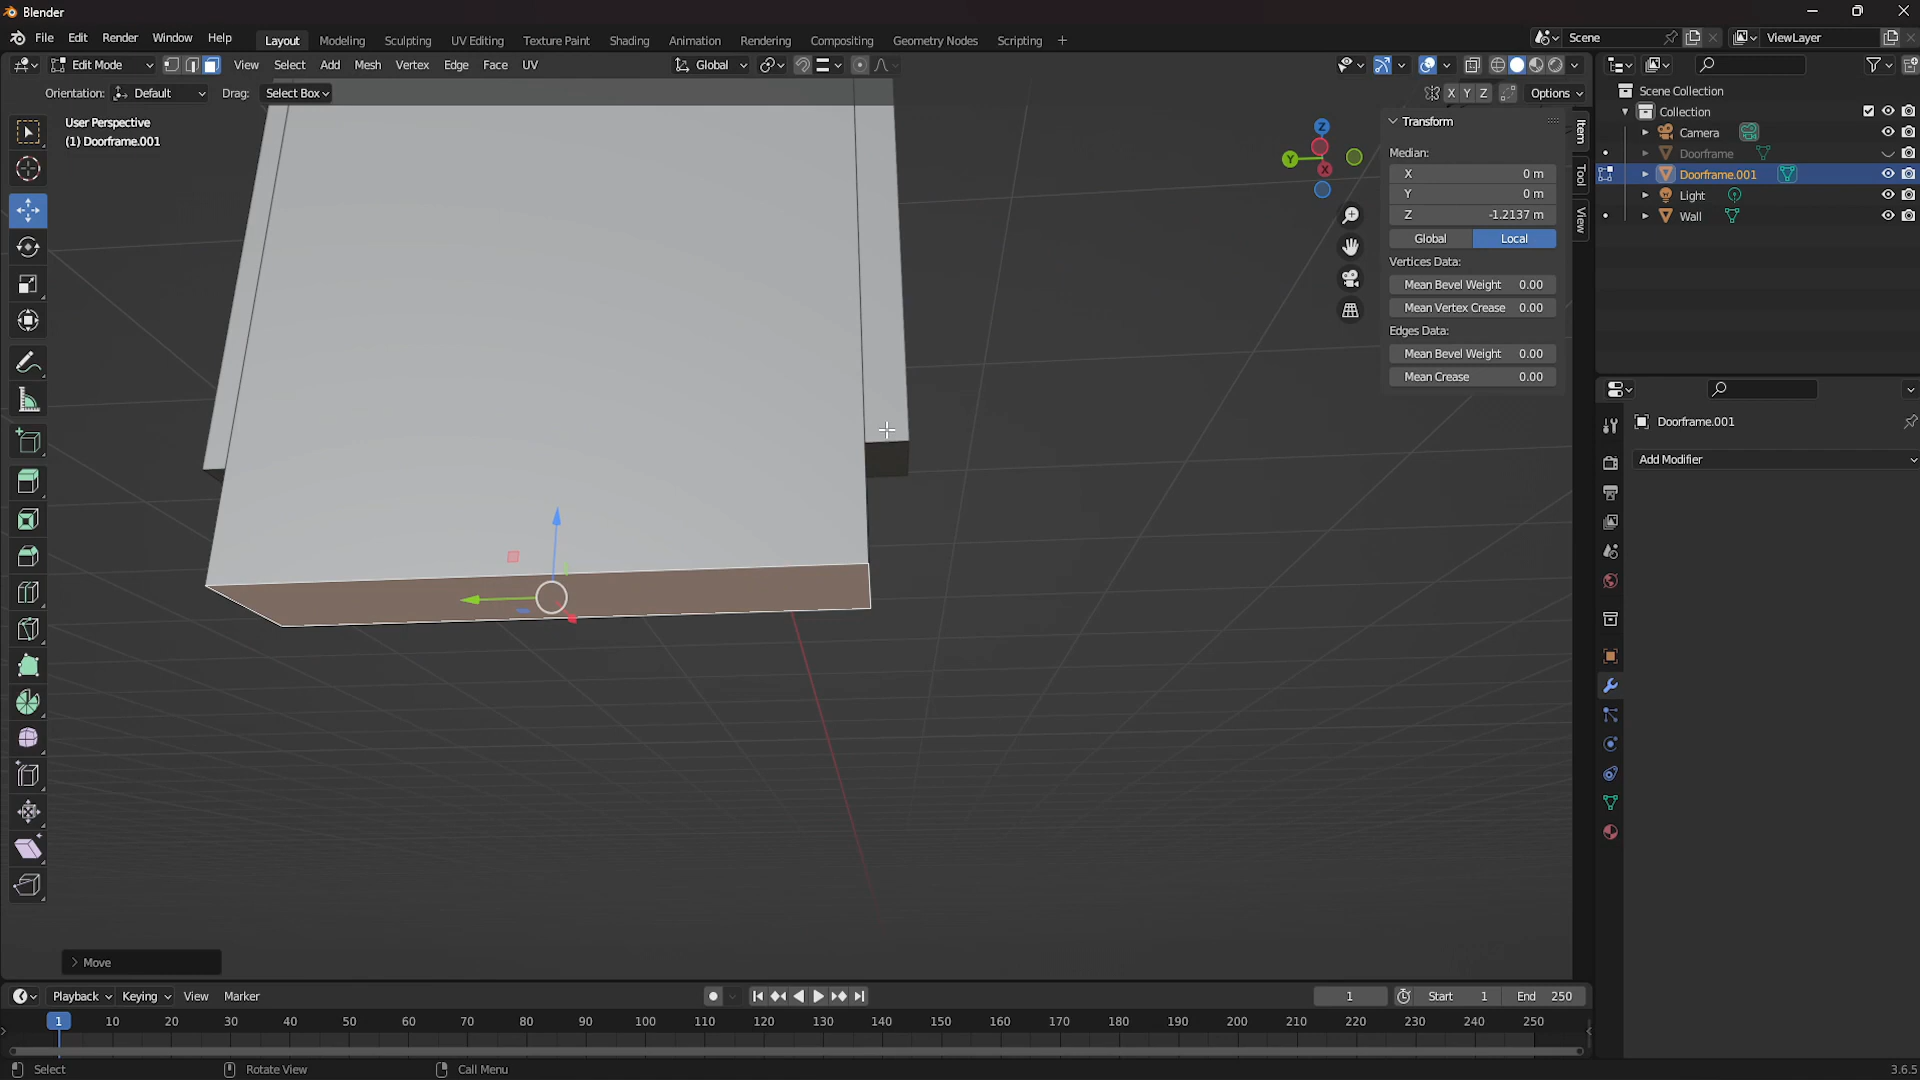 Blender
File Edit Render Window Help Layout Modeling Sculpting UV Editing Texture Paint Shading Animation Rendering Compositing Geometry Nodes Scripting + Scene ViewLayer
Edit Mode View Select Add Mesh Vertex Edge Face UV Global
Orientation: Default Drag: Select Box X Y Z Options
User Perspective
(1) Doorframe.001
Z
Y
X
Transform
Median:
X 0 m
Y 0 m
Z -1.2137 m
Global Local
Vertices Data:
Mean Bevel Weight 0.00
Mean Vertex Crease 0.00
Edges Data:
Mean Bevel Weight 0.00
Mean Crease 0.00
Item
Tool
View
Scene Collection
Collection
Camera
Doorframe
Doorframe.001
Light
Wall
Doorframe.001
Add Modifier
> Move
Playback Keying View Marker 1 Start 1 End 250
1 10 20 30 40 50 60 70 80 90 100 110 120 130 140 150 160 170 180 190 200 210 220 230 240 250
Select Rotate View Call Menu 3.6.5